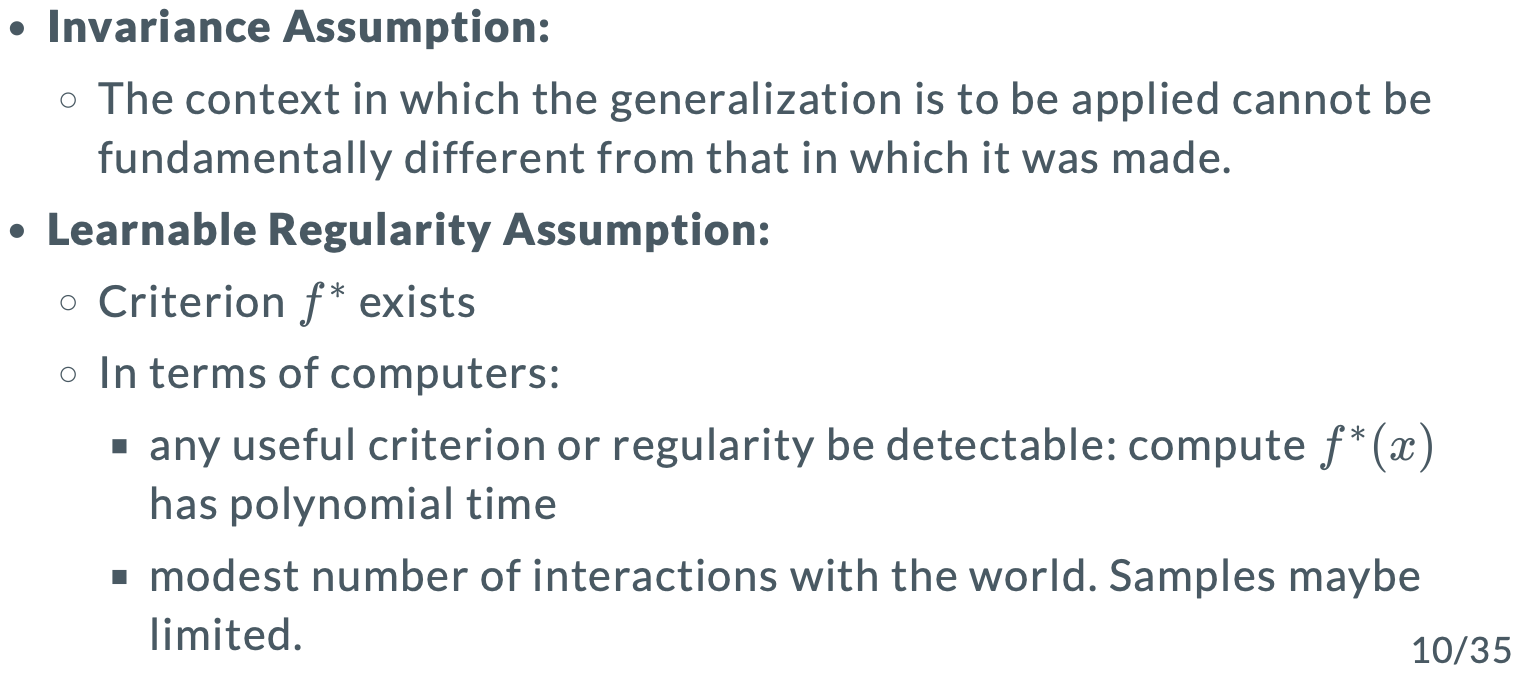 • Invariance Assumption:
○ The context in which the generalization is to be applied cannot be
fundamentally different from that in which it was made.
• Learnable Regularity Assumption:
○ Criterion f* exists
○ In terms of computers:
▪ any useful criterion or regularity be detectable: compute f*(x)
has polynomial time
▪ modest number of interactions with the world. Samples maybe
limited.
10/35